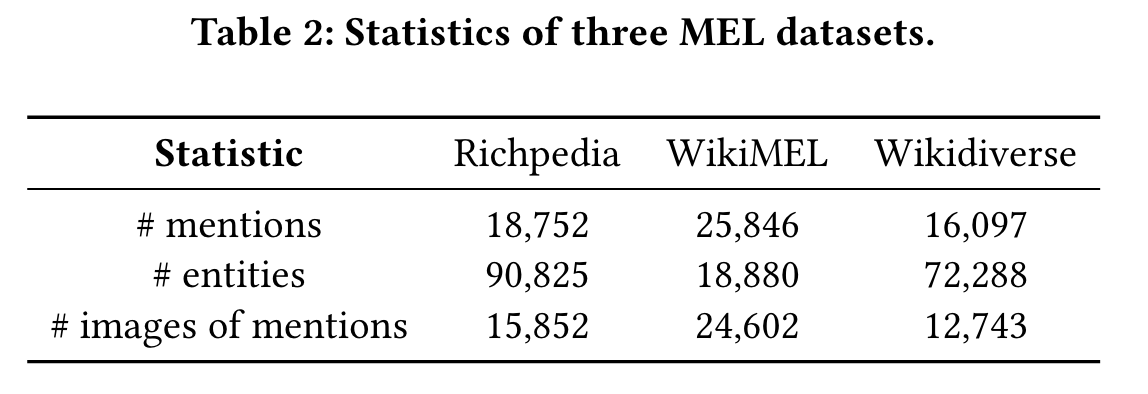 Table 2: Statistics of three MEL datasets.
Statistic Richpedia WikiMEL Wikidiverse
# mentions 18,752 25,846 16,097
# entities 90,825 18,880 72,288
# images of mentions 15,852 24,602 12,743